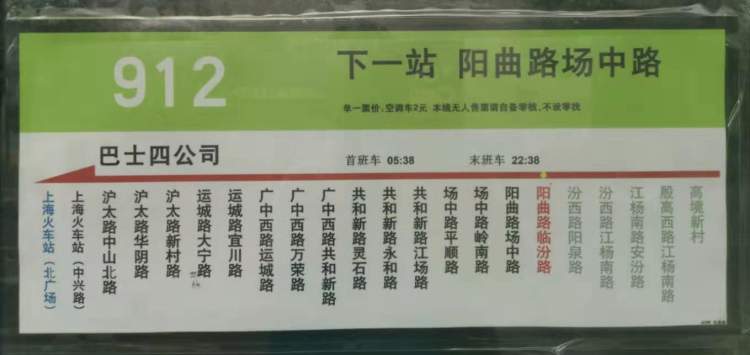 912
下一站 阳曲路场中路
单一票价,空调车2元 本线无人售票请自备零钱,不设零找
巴士四公司
首班车 05:38 末班车 22:38
上海火车站（北广场）
上海火车站（中兴路）
沪太路中山北路
沪太路华阴路
沪太路新村路
运城路大宁路
运城路宜川路
广中西路运城路
广中西路万荣路
广中西路共和新路
共和新路灵石路
共和新路永和路
共和新路江场路
场中路平顺路
场中路岭南路
阳曲路场中路
阳曲路临汾路
汾西路阳泉路
汾西路江杨南路
江杨南路安汾路
殷高西路江杨南路
高境新村